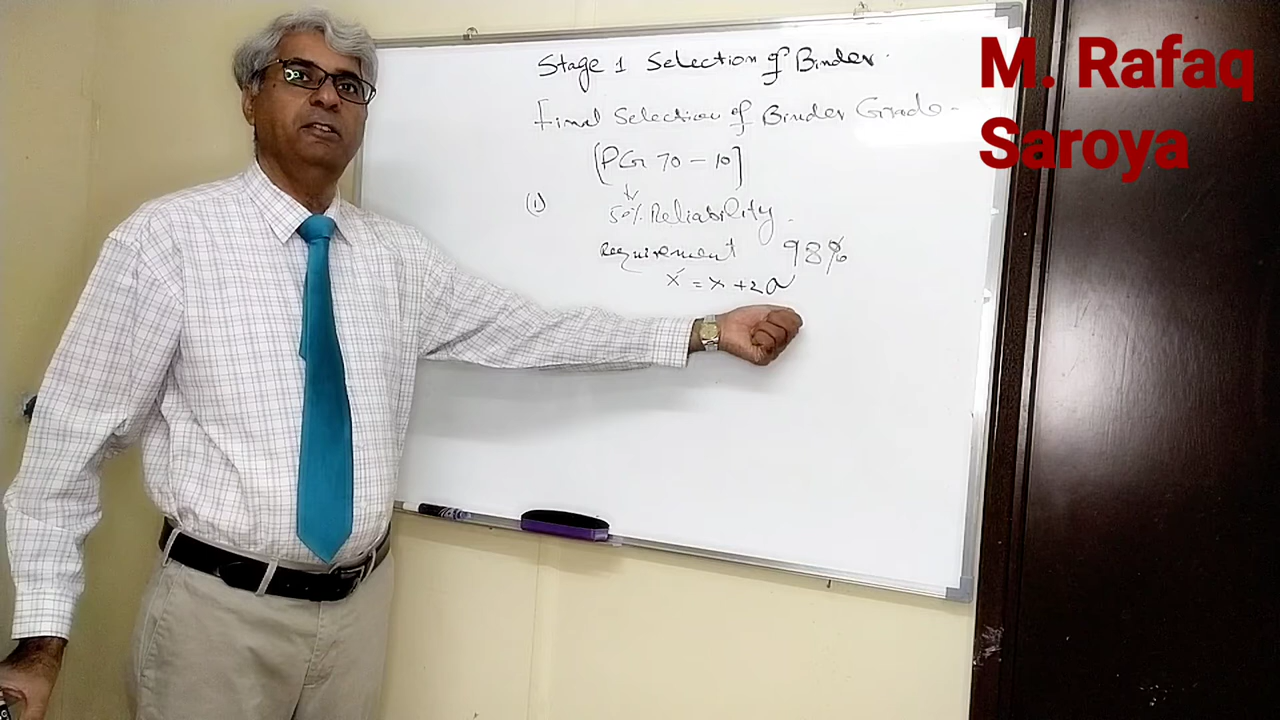 Stage 1 Selection of Binder.
Final Selection of Binder Grade -
[PG 70 - 10]
↓
(1) 50% Reliability.
Requirement 98%
x́ = x + 2σ
M. Rafaq
Saroya